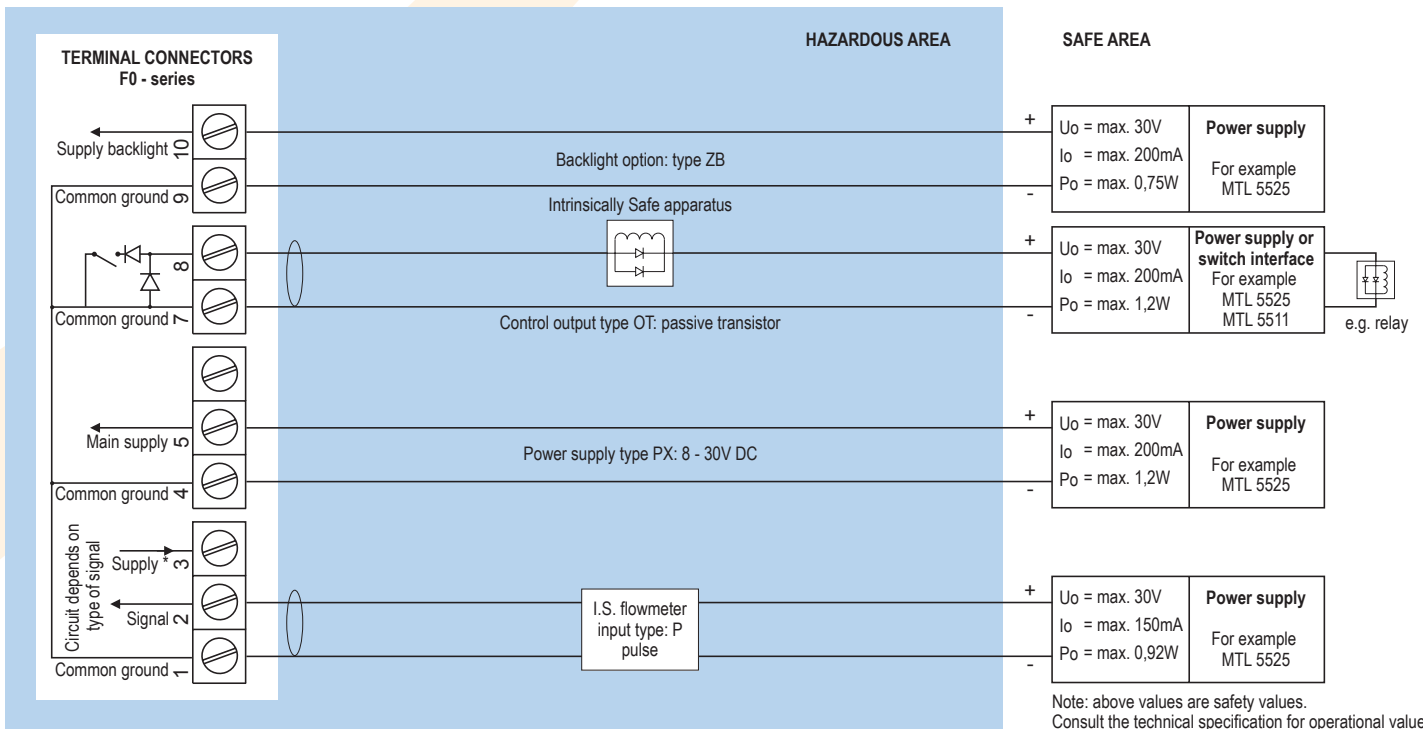 HAZARDOUS AREA
SAFE AREA
TERMINAL CONNECTORS
F0 - series
Supply backlight
10
Common ground
9
Backlight option: type ZB
+
-
Uo = max. 30V
Io = max. 200mA
Po = max. 0,75W
Power supply
For example
MTL 5525
Intrinsically Safe apparatus
8
Common ground
7
Control output type OT: passive transistor
+
-
Uo = max. 30V
Io = max. 200mA
Po = max. 1,2W
Power supply or
switch interface
For example
MTL 5525
MTL 5511
e.g. relay
Main supply
5
Common ground
4
Power supply type PX: 8 - 30V DC
+
-
Uo = max. 30V
Io = max. 200mA
Po = max. 1,2W
Power supply
For example
MTL 5525
Circuit depends on
type of signal
Supply *
3
Signal
2
Common ground
1
I.S. flowmeter
input type: P
pulse
+
-
Uo = max. 30V
Io = max. 150mA
Po = max. 0,92W
Power supply
For example
MTL 5525
Note: above values are safety values.
Consult the technical specification for operational value